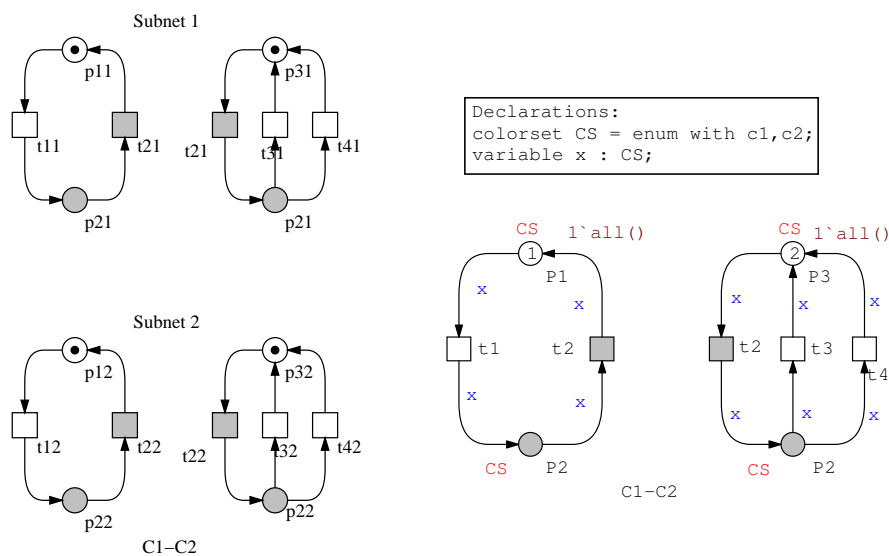 Subnet 1
p11
p31
t11
t21
t21
t31
t41
p21
p21
Subnet 2
p12
p32
t12
t22
t22
t32
t42
p22
p22
C1−C2
Declarations:
colorset CS = enum with c1,c2;
variable x : CS;
CS
1`all()
1
P1
x
x
t1
t2
x
x
CS
P2
CS
1`all()
2
P3
x
x
x
t2
t3
t4
x
x
x
CS
P2
C1−C2